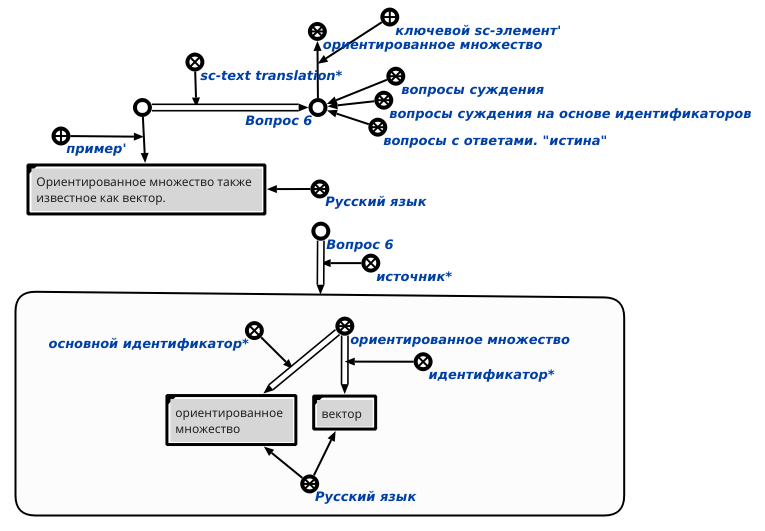 ключевой sc-элемент'
ориентированное множество
sc-text translation*
вопросы суждения
вопросы суждения на основе идентификаторов
Вопрос 6
вопросы с ответами. "истина"
пример'
Ориентированное множество также
известное как вектор.
Русский язык
Вопрос 6
источник*
основной идентификатор*
ориентированное множество
идентификатор*
ориентированное
множество
вектор
Русский язык